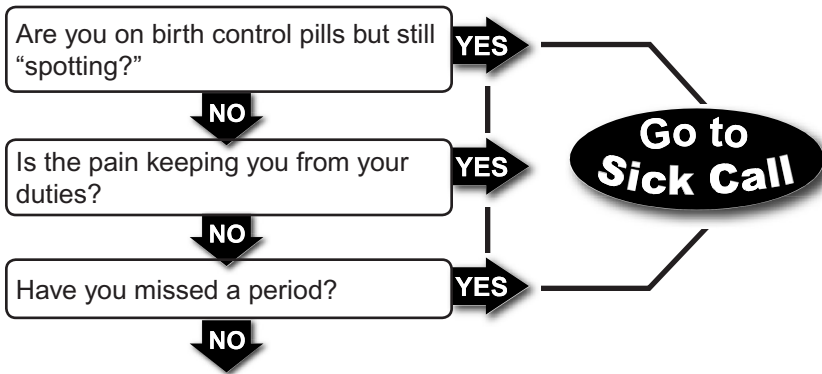 Are you on birth control pills but still
“spotting?”
YES
NO
Is the pain keeping you from your
duties?
YES
Go to
Sick Call
NO
Have you missed a period?
YES
NO